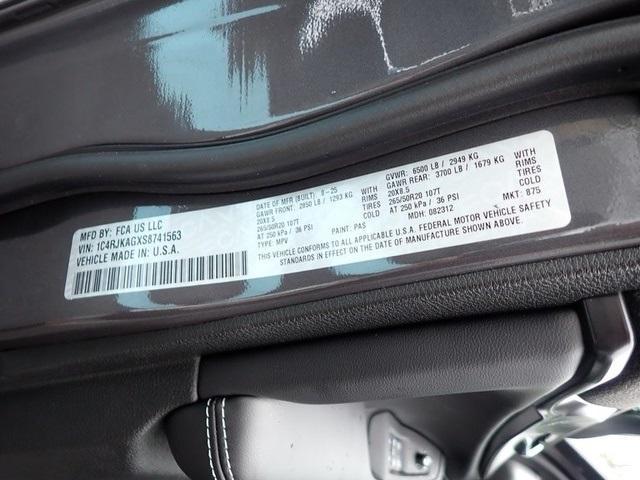 MFD BY: FCA US LLC
VIN: 1C4RJKAGXS8741563
VEHICLE MADE IN: U.S.A.
DATE OF MFR (BUILT): 8-25
GAWR FRONT: 2850 LB / 1293 KG WITH
20X8.5 RIMS
265/50R20 107T TIRES
AT 250 kPa / 36 PSI COLD
TYPE: MPV PAINT: PAS
GVWR: 6500 LB / 2949 KG
GAWR REAR: 3700 LB / 1679 KG WITH
20X8.5 RIMS
265/50R20 107T TIRES
AT 250 kPa / 36 PSI COLD
MDH: 082312 MKT: 875
THIS VEHICLE CONFORMS TO ALL APPLICABLE U.S.A. FEDERAL MOTOR VEHICLE SAFETY
STANDARDS IN EFFECT ON THE DATE OF MANUFACTURE SHOWN ABOVE.